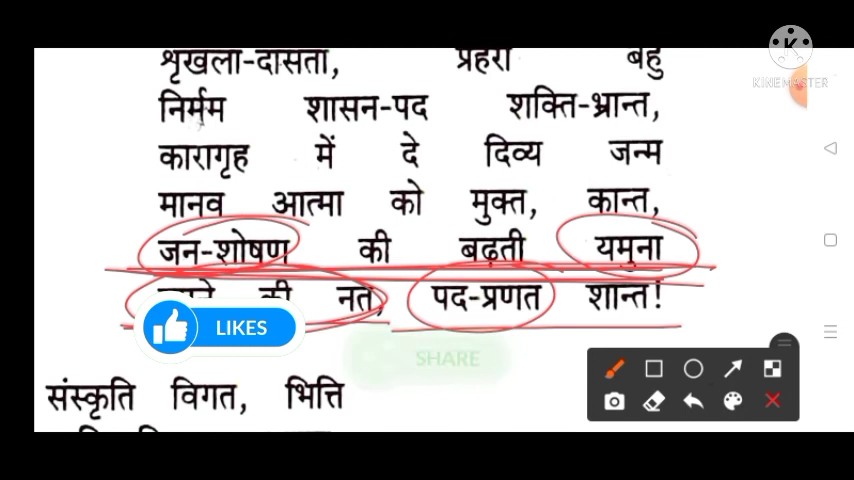 शृंखला-दासता, प्रहरी बहु
निर्मम शासन-पद शक्ति-भ्रान्त,
कारागृह में दे दिव्य जन्म
मानव आत्मा को मुक्त, कान्त,
जन-शोषण की बढ़ती यमुना
की नत, पद-प्रणत शान्त!
संस्कृति विगत, भित्ति
LIKES
SHARE
KINEMASTER